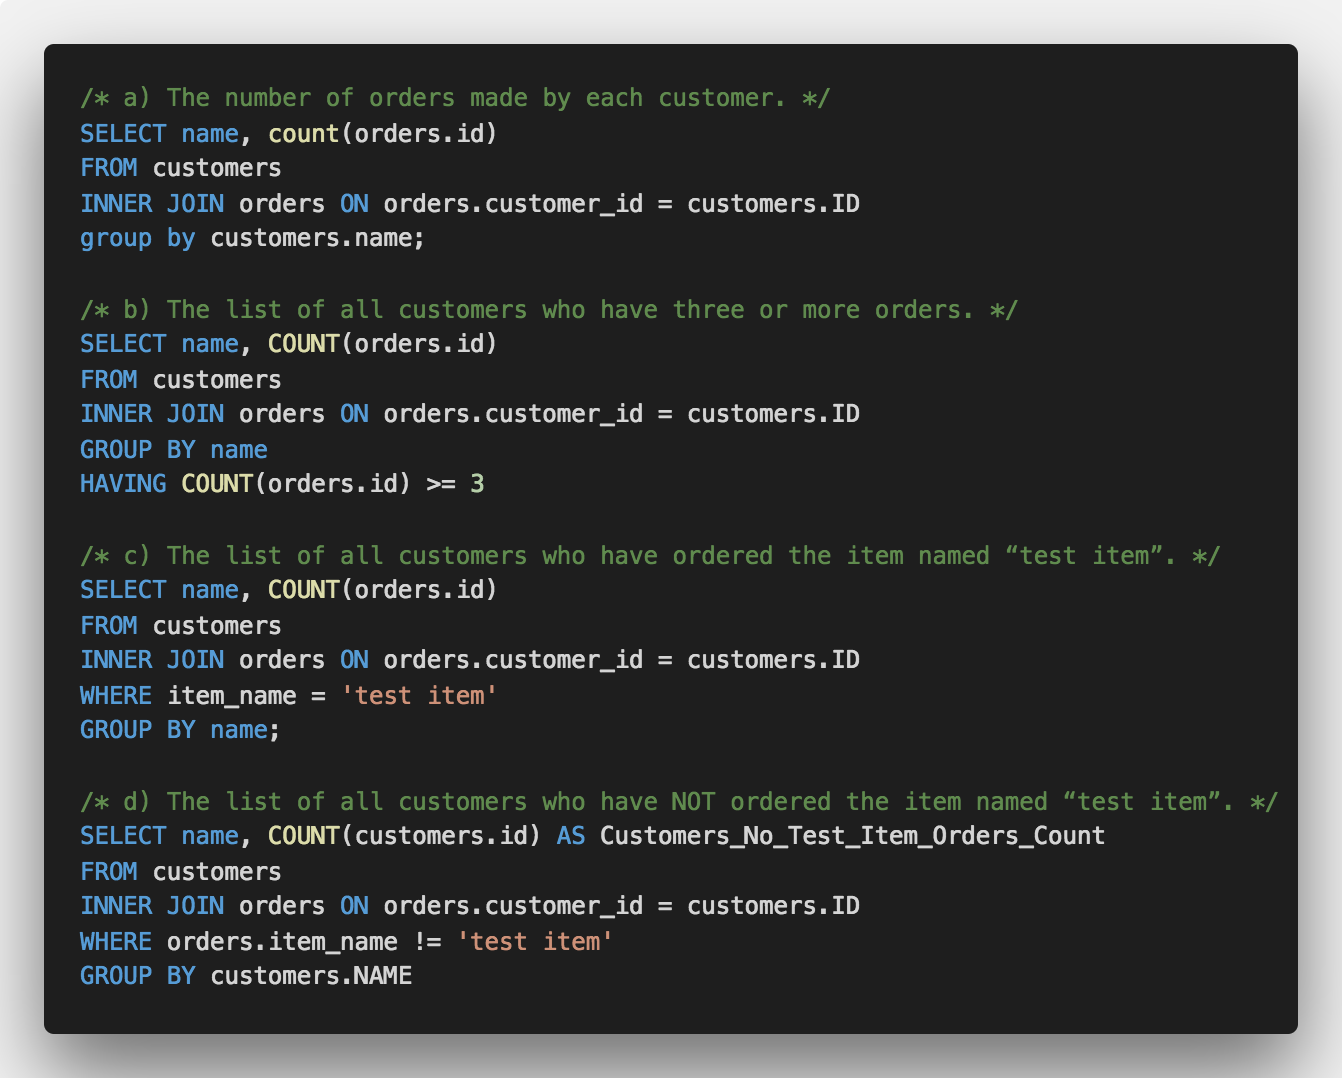 /* a) The number of orders made by each customer. */
SELECT name, count(orders.id)
FROM customers
INNER JOIN orders ON orders.customer_id = customers.ID
group by customers.name;
/* b) The list of all customers who have three or more orders. */
SELECT name, COUNT(orders.id)
FROM customers
INNER JOIN orders ON orders.customer_id = customers.ID
GROUP BY name
HAVING COUNT(orders.id) >= 3
/* c) The list of all customers who have ordered the item named “test item”. */
SELECT name, COUNT(orders.id)
FROM customers
INNER JOIN orders ON orders.customer_id = customers.ID
WHERE item_name = 'test item'
GROUP BY name;
/* d) The list of all customers who have NOT ordered the item named “test item”. */
SELECT name, COUNT(customers.id) AS Customers_No_Test_Item_Orders_Count
FROM customers
INNER JOIN orders ON orders.customer_id = customers.ID
WHERE orders.item_name != 'test item'
GROUP BY customers.NAME